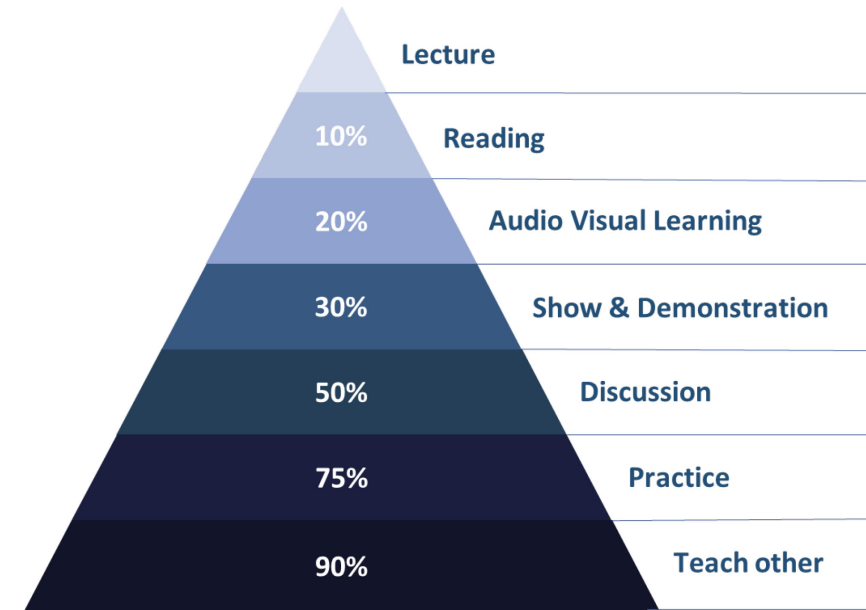 Lecture
10% Reading
20% Audio Visual Learning
30% Show & Demonstration
50% Discussion
75% Practice
90% Teach other